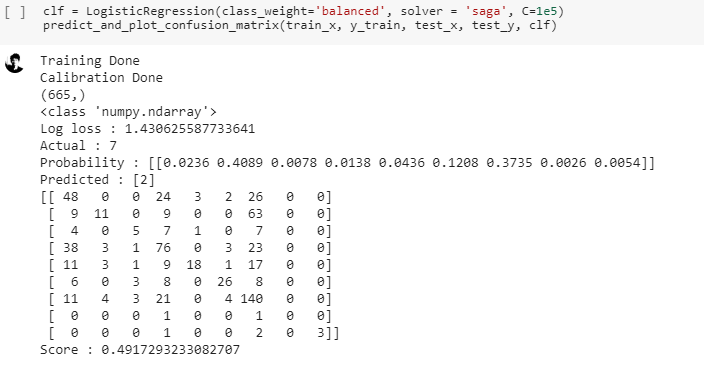 [ ] clf = LogisticRegression(class_weight='balanced', solver = 'saga', C=1e5)
predict_and_plot_confusion_matrix(train_x, y_train, test_x, test_y, clf)
Training Done
Calibration Done
(665,)
<class 'numpy.ndarray'>
Log loss : 1.430625587733641
Actual : 7
Probability : [[0.0236 0.4089 0.0078 0.0138 0.0436 0.1208 0.3735 0.0026 0.0054]]
Predicted : [2]
[[ 48 0 0 24 3 2 26 0 0]
[ 9 11 0 9 0 0 63 0 0]
[ 4 0 5 7 1 0 7 0 0]
[ 38 3 1 76 0 3 23 0 0]
[ 11 3 1 9 18 1 17 0 0]
[ 6 0 3 8 0 26 8 0 0]
[ 11 4 3 21 0 4 140 0 0]
[ 0 0 0 1 0 0 1 0 0]
[ 0 0 0 1 0 0 2 0 3]]
Score : 0.4917293233082707